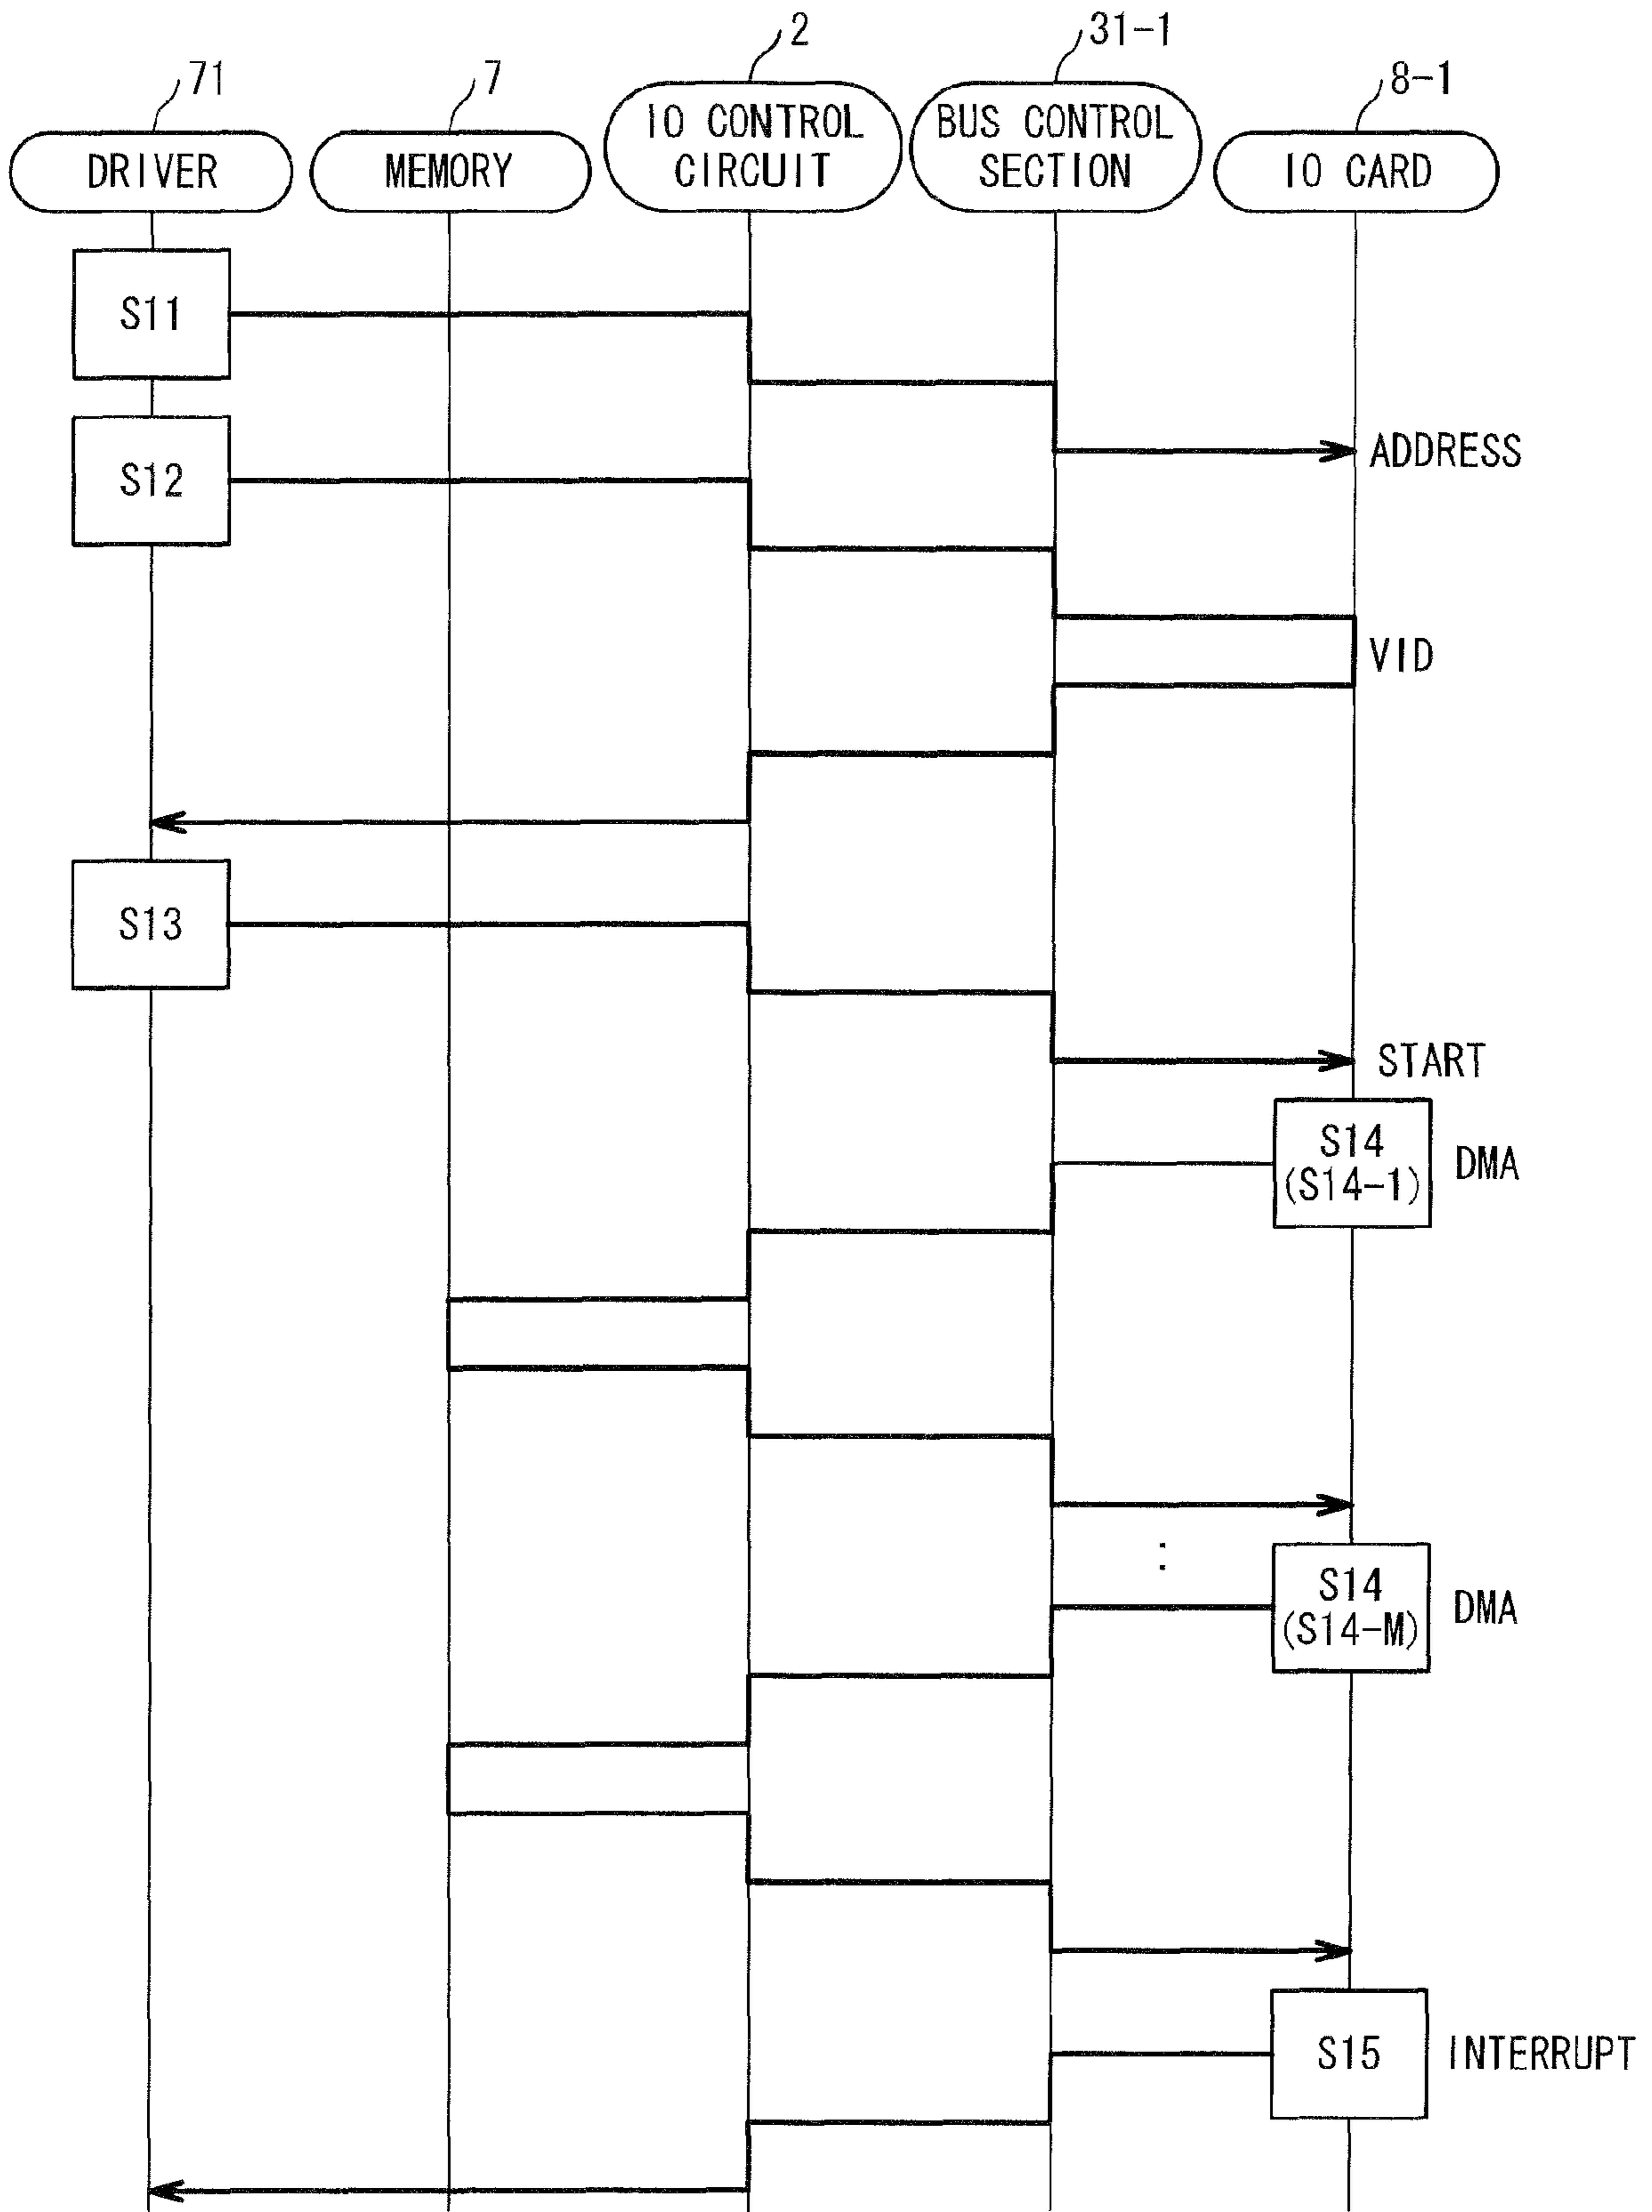 71
7
2
31-1
8-1
DRIVER
MEMORY
IO CONTROL
CIRCUIT
BUS CONTROL
SECTION
IO CARD
S11
ADDRESS
S12
VID
S13
START
S14
(S14-1)
DMA
:
S14
(S14-M)
DMA
S15
INTERRUPT